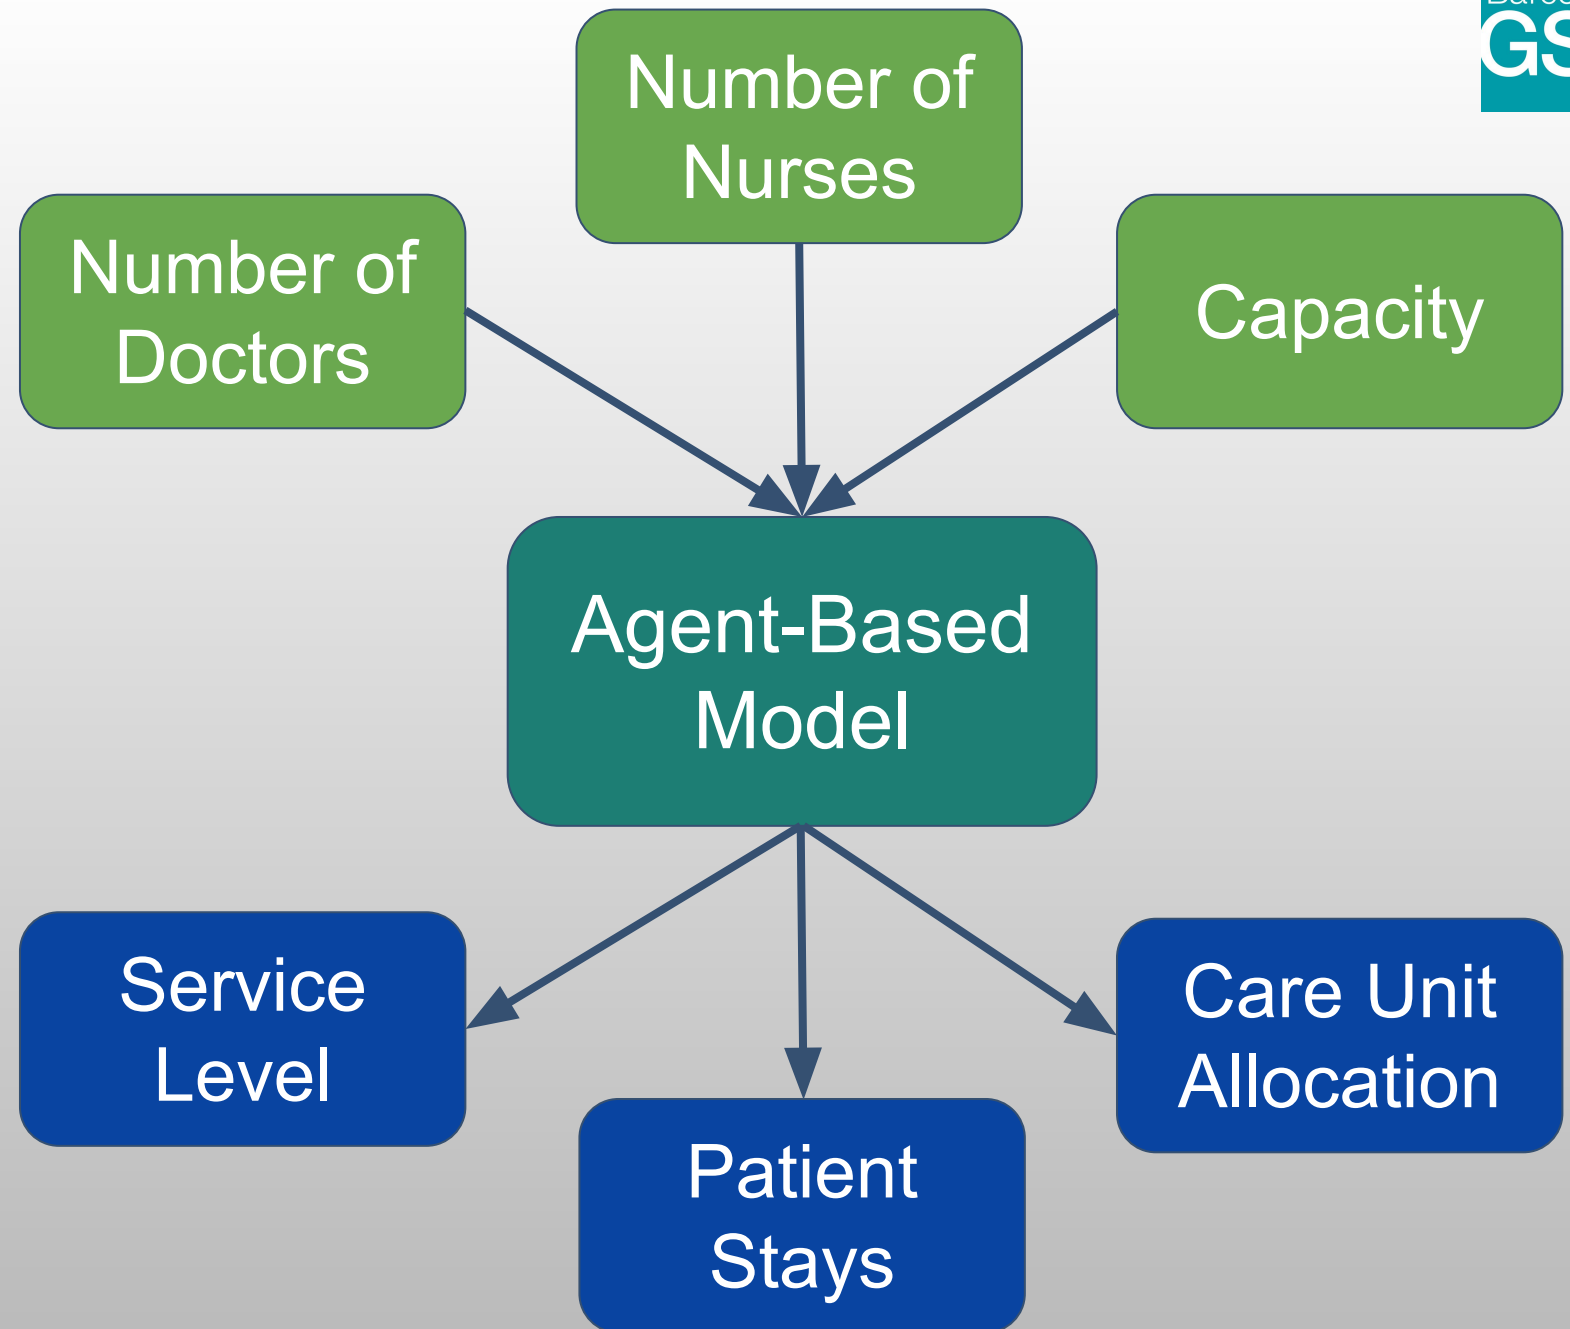 Number of
Nurses
Number of
Doctors
Capacity
Agent-Based
Model
Service
Level
Care Unit
Allocation
Patient
Stays